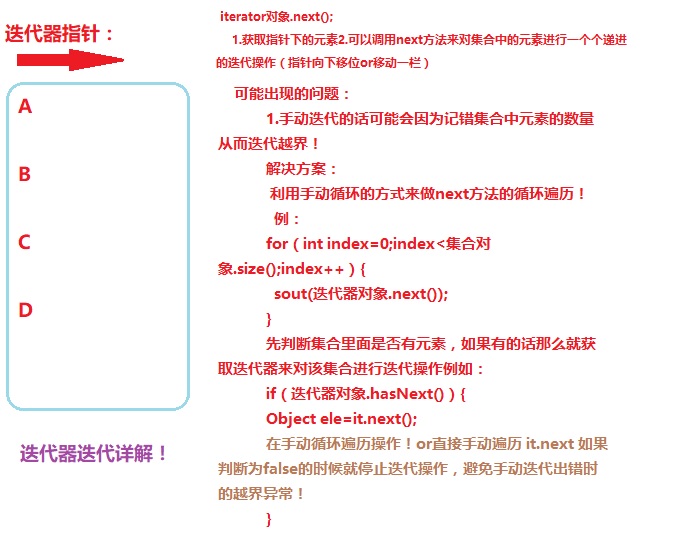 迭代器指针：
A
B
C
D
迭代器迭代详解！
iterator对象.next();
1.获取指针下的元素2.可以调用next方法来对集合中的元素进行一个个递进
的迭代操作（指针向下移位or移动一栏）
可能出现的问题：
1.手动迭代的话可能会因为记错集合中元素的数量
从而迭代越界！
解决方案：
利用手动循环的方式来做next方法的循环遍历！
例：
for（int index=0;index<集合对
象.size();index++）{
sout(迭代器对象.next());
}
先判断集合里面是否有元素，如果有的话那么就获
取迭代器来对该集合进行迭代操作例如：
if（迭代器对象.hasNext()）{
Object ele=it.next();
在手动循环遍历操作！or直接手动遍历 it.next 如果
判断为false的时候就停止迭代操作，避免手动迭代出错时
的越界异常！
}